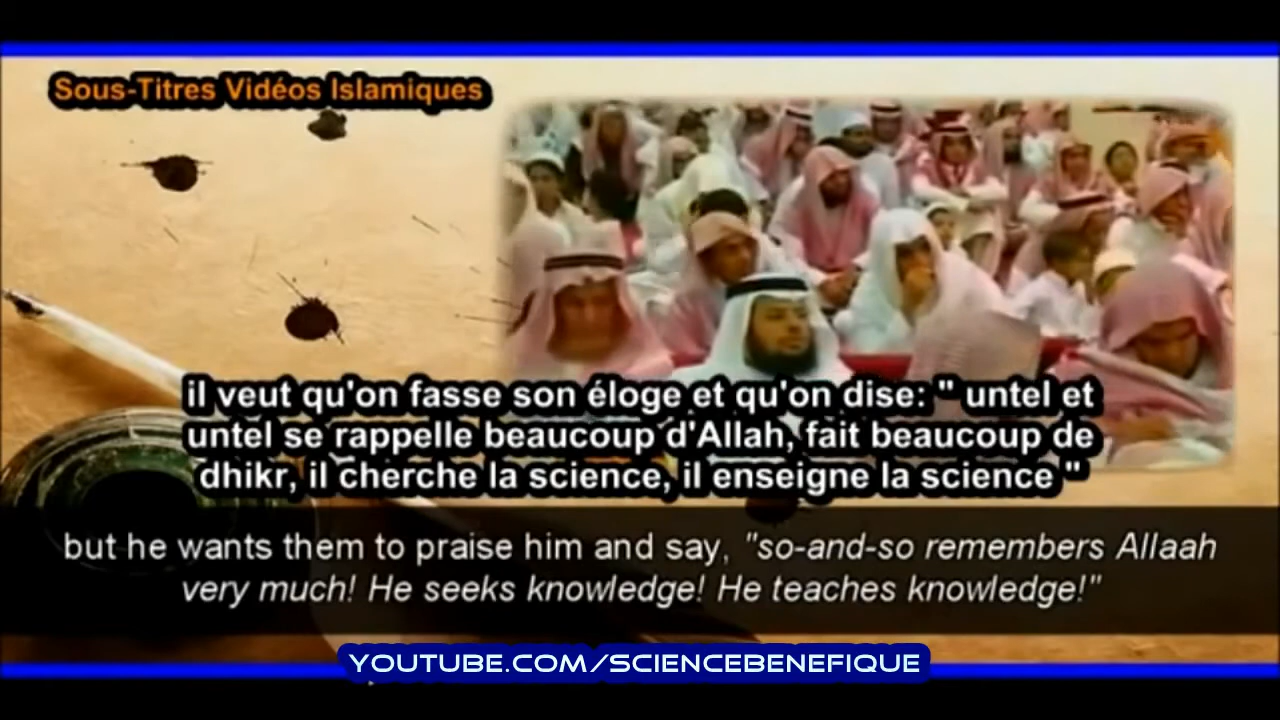 Sous-Titres Vidéos Islamiques
il veut qu'on fasse son éloge et qu'on dise: " untel et
untel se rappelle beaucoup d'Allah, fait beaucoup de
dhikr, il cherche la science, il enseigne la science "
but he wants them to praise him and say, "so-and-so remembers Allaah
very much! He seeks knowledge! He teaches knowledge!"
YOUTUBE.COM/SCIENCEBENEFIQUE